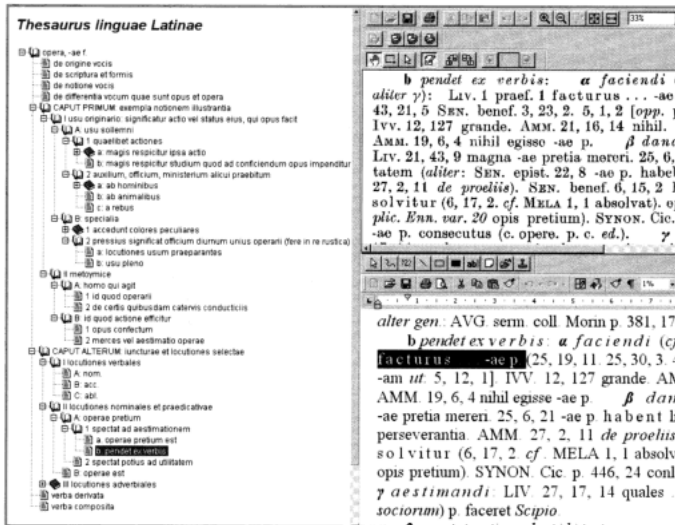 Thesaurus linguae Latinae
opera, -ae f.
de origine vocis
de scriptura et formis
de notione vocis
de differentia vocum quae sunt opus et opera
CAPUT PRIMUM: exempla notionem illustrantia
I usu originario: significatur actio vel status eius, qui opus facit
A: usu sollemni
1 quaelibet actiones
a: magis respicitur ipsa actio
b: magis respicitur studium quod ad conficiendum opus impenditur
2 auxilium, officium, ministerium alicui praebitum
a: ab hominibus
b: ab animalibus
c: a rebus
B: specialia
1 accedunt colores peculiares
2 pressius significat officium diurnum unius operarii (fere in re rustica)
a: locutiones usum praeparantes
b: usu pleno
II metoymice
A: homo qui agit
1 id quod operarii
2 de certis quibusdam catervis conducticiis
B: id quod actione efficitur
1 opus confectum
2 merces vel aestimatio operae
CAPUT ALTERUM: iuncturae et locutiones selectae
I locutiones verbales
A: nom.
B: acc.
C: abl.
II locutiones nominales et praedicativae
A: operae pretium
1 spectat ad aestimationem
a. operae pretium est
b. pendet ex verbis
2 spectat potius ad utilitatem
B: operae est
III locutiones adverbiales
verba derivata
verba composita
33%
b pendet ex verbis: α faciendi (
aliter γ): LIV. 1 praef. 1 facturus . . . -ae
43, 21, 5 SEN. benef. 3, 23, 2. 5, 1, 2 [opp. p
IVV. 12, 127 grande. AMM. 21, 16, 14 nihil.
AMM. 19, 6, 4 nihil egisse -ae p. β dand
LIV. 21, 43, 9 magna -ae pretia mereri. 25, 6,
tatem (aliter: SEN. epist. 22, 8 -ae p. habel
27, 2, 11 de proeliis). SEN. benef. 6, 15, 2 l
solvitur (6, 17, 2. cf. MELA 1, 1 absolvat). o
plic. Enn. var. 20 opis pretium). SYNON. Cic.
-ae p. consecutus (c. opere. p. c. ed.). γ
1%
alter gen.: AVG. serm. coll. Morin p. 381, 17
b pendet ex verbis: α faciendi (cf
facturus -ae p (25, 19, 11. 25, 30, 3. 4
-am ut. 5, 12, 1]. IVV. 12, 127 grande. AM
AMM. 19, 6, 4 nihil egisse -ae p. β dan
-ae pretia mereri. 25, 6, 21 -ae p. habent l
perseverantia. AMM. 27, 2, 11 de proeliis
solvitur (6, 17, 2. cf. MELA 1, 1 absolv
opis pretium). SYNON. Cic. p. 446, 24 conl
γ aestimandi: LIV. 27, 17, 14 quales
sociorum) p. faceret Scipio.